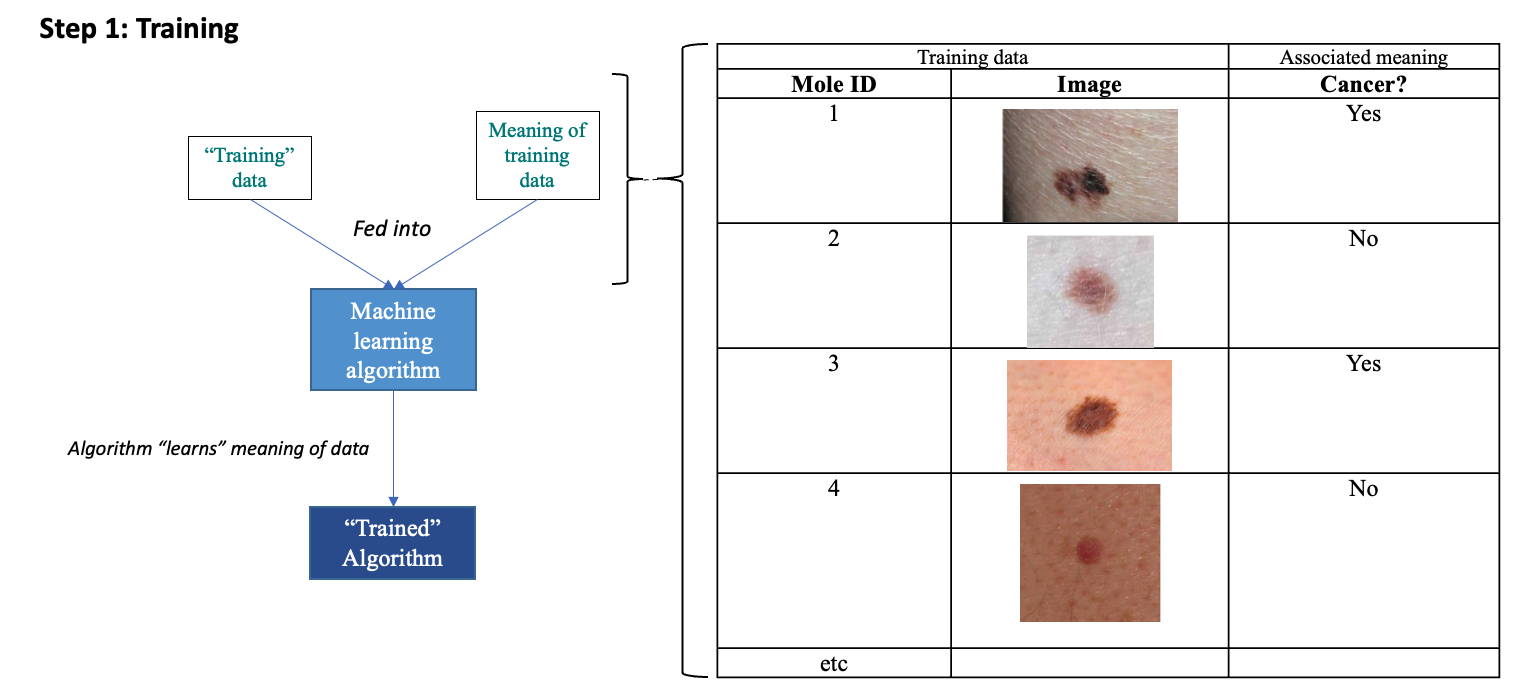 Step 1: Training
“Training”
data
Meaning of
training
data
Fed into
Machine
learning
algorithm
Algorithm “learns” meaning of data
“Trained”
Algorithm
Training data Associated meaning
Mole ID Image Cancer?
1 Yes
2 No
3 Yes
4 No
etc